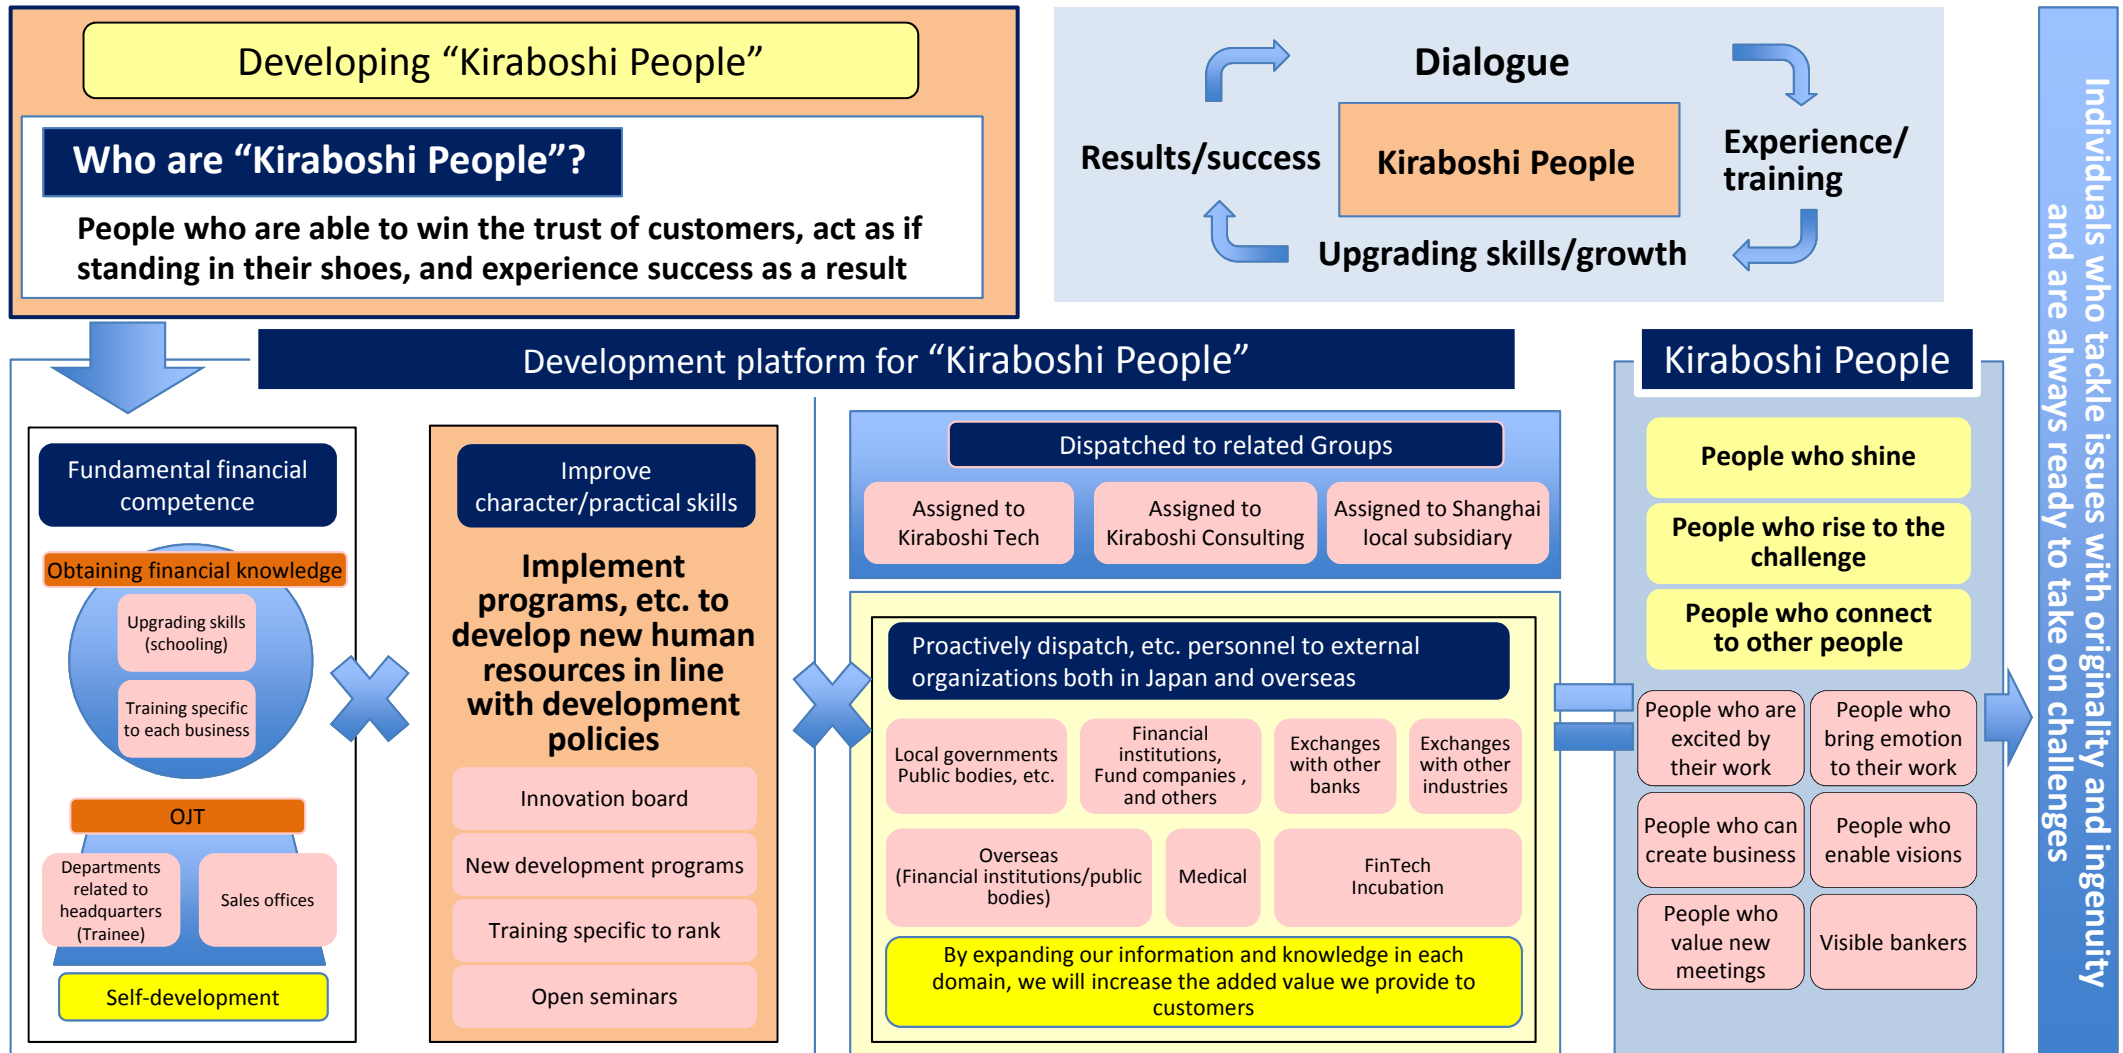 Developing “Kiraboshi People”
Who are “Kiraboshi People”?
People who are able to win the trust of customers, act as if
standing in their shoes, and experience success as a result
Dialogue
Experience/
training
Upgrading skills/growth
Results/success
Kiraboshi People
Development platform for “Kiraboshi People”
Fundamental financial
competence
Obtaining financial knowledge
Upgrading skills
(schooling)
Training specific
to each business
OJT
Departments
related to
headquarters
(Trainee)
Sales offices
Self-development
Improve
character/practical skills
Implement
programs, etc. to
develop new human
resources in line
with development
policies
Innovation board
New development programs
Training specific to rank
Open seminars
Dispatched to related Groups
Assigned to
Kiraboshi Tech
Assigned to
Kiraboshi Consulting
Assigned to Shanghai
local subsidiary
Proactively dispatch, etc. personnel to external
organizations both in Japan and overseas
Local governments
Public bodies, etc.
Financial
institutions,
Fund companies ,
and others
Exchanges
with other
banks
Exchanges
with other
industries
Overseas
(Financial institutions/public
bodies)
Medical
FinTech
Incubation
By expanding our information and knowledge in each
domain, we will increase the added value we provide to
customers
Kiraboshi People
People who shine
People who rise to the
challenge
People who connect
to other people
People who are
excited by
their work
People who
bring emotion
to their work
People who can
create business
People who
enable visions
People who
value new
meetings
Visible bankers
Individuals who tackle issues with originality and ingenuity
and are always ready to take on challenges